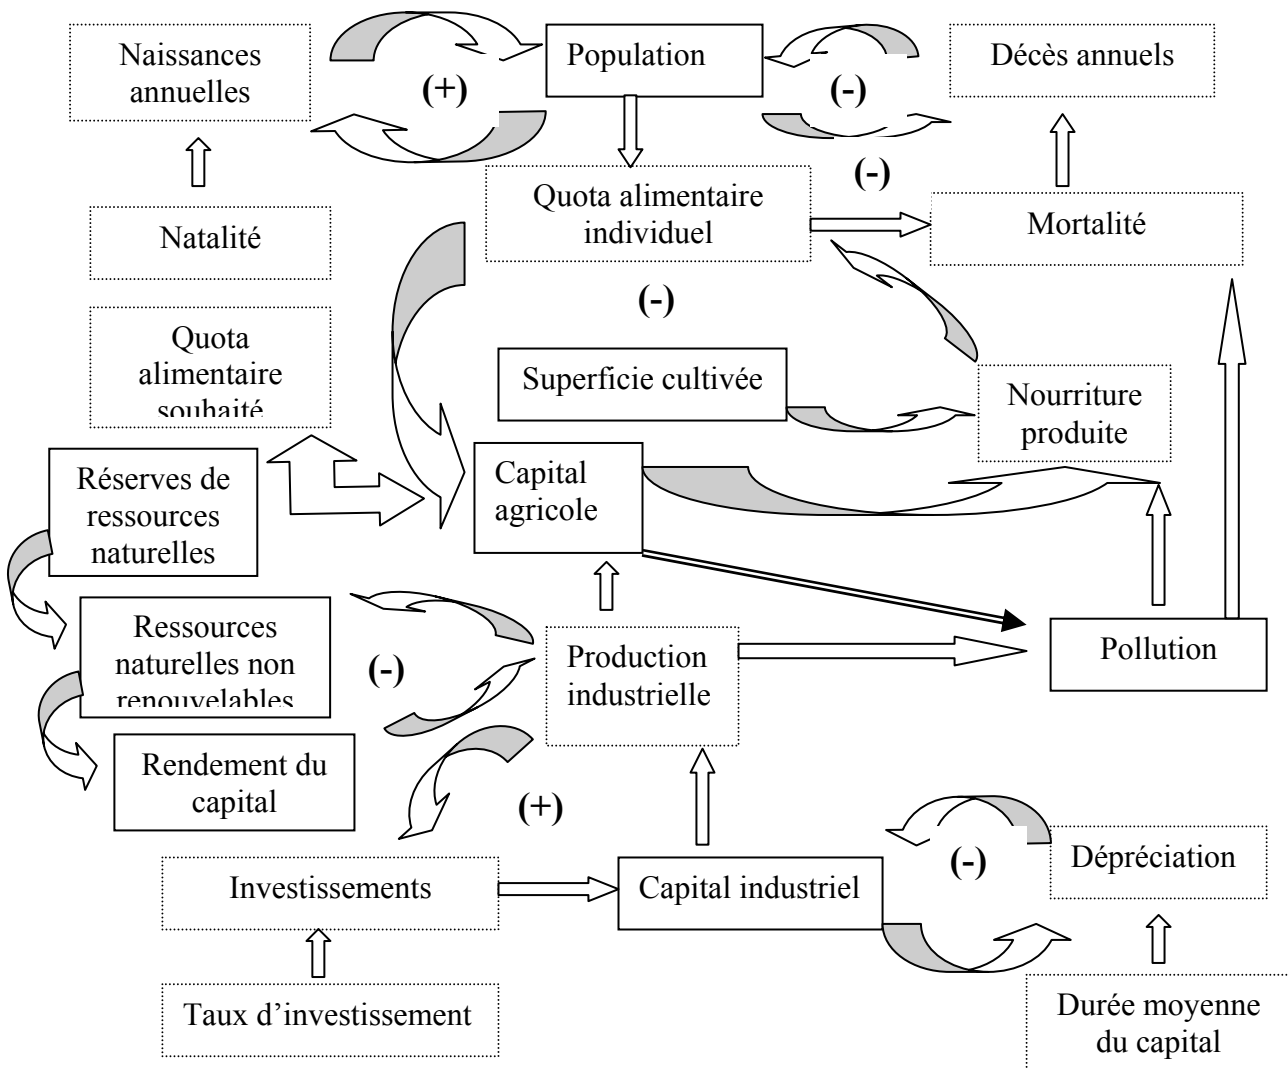 Naissances
annuelles
(+)
Population
(-)
Décès annuels
(-)
Natalité
Quota alimentaire
individuel
Mortalité
(-)
Quota
alimentaire
souhaité
Superficie cultivée
Nourriture
produite
Réserves de
ressources
naturelles
Capital
agricole
Ressources
naturelles non
renouvelables
(-)
Production
industrielle
Pollution
Rendement du
capital
(+)
Investissements
Capital industriel
(-)
Dépréciation
Taux d’investissement
Durée moyenne
du capital